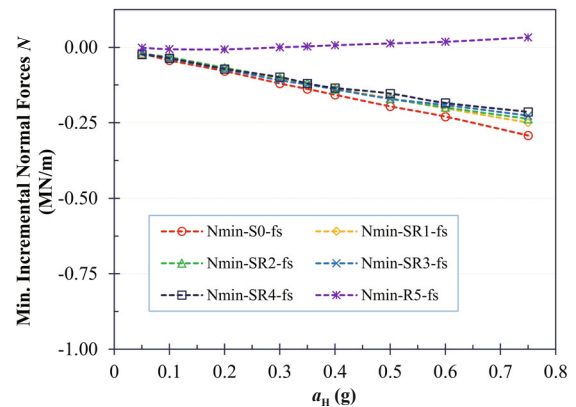 Min. Incremental Normal Forces N
(MN/m)
0.00
-0.25
-0.50
-0.75
-1.00
Nmin-S0-fs
Nmin-SR1-fs
Nmin-SR2-fs
Nmin-SR3-fs
Nmin-SR4-fs
Nmin-R5-fs
0 0.1 0.2 0.3 0.4 0.5 0.6 0.7 0.8
aH (g)